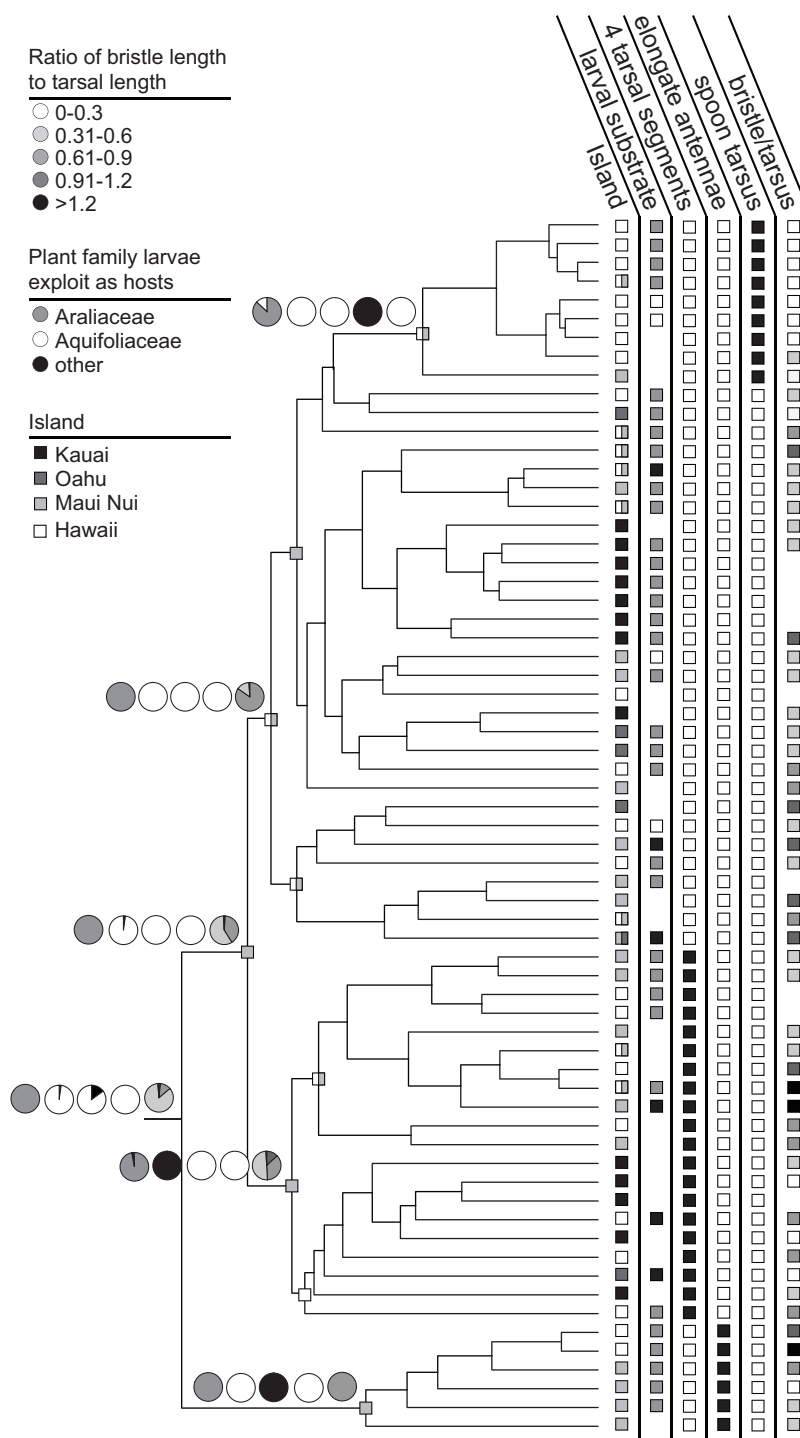 Ratio of bristle length
to tarsal length
0-0.3
0.31-0.6
0.61-0.9
0.91-1.2
>1.2
Plant family larvae
exploit as hosts
Araliaceae
Aquifoliaceae
other
Island
Kauai
Oahu
Maui Nui
Hawaii
Island
larval substrate
4 tarsal segments
elongate antennae
spoon tarsus
bristle/tarsus